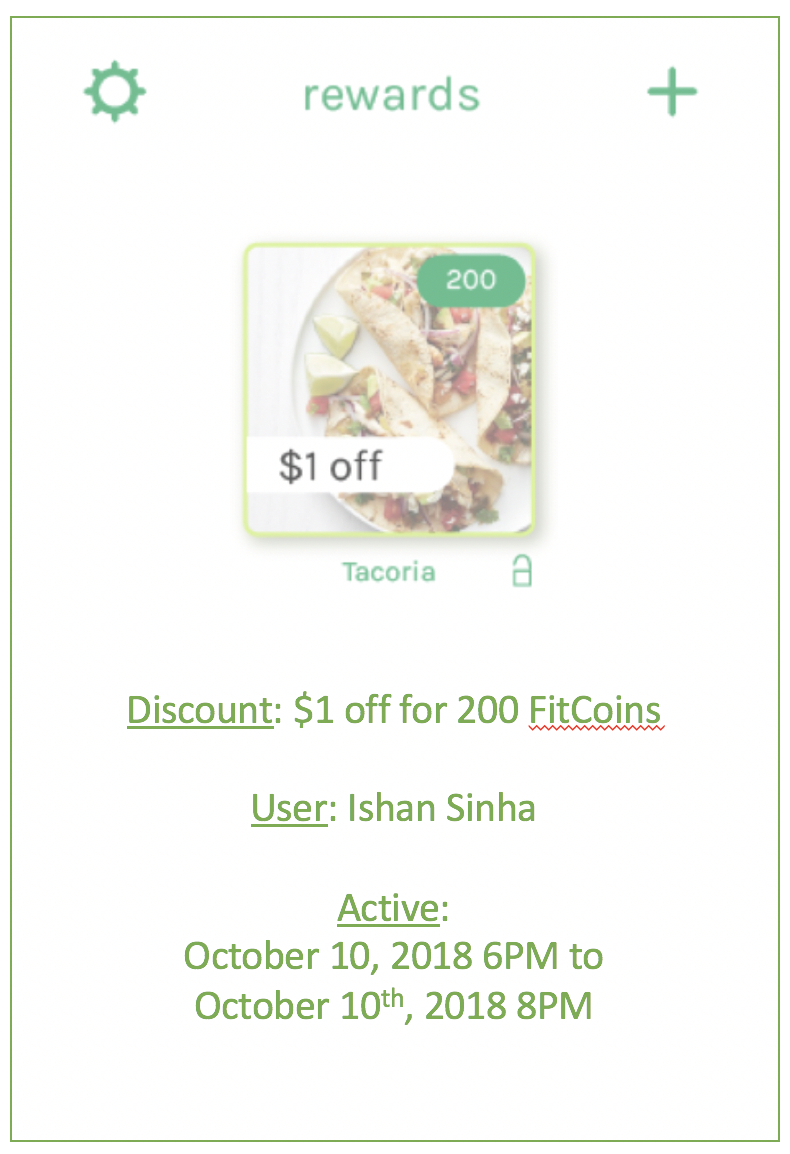 rewards
200
$1 off
Tacoria
Discount: $1 off for 200 FitCoins
User: Ishan Sinha
Active:
October 10, 2018 6PM to
October 10th, 2018 8PM